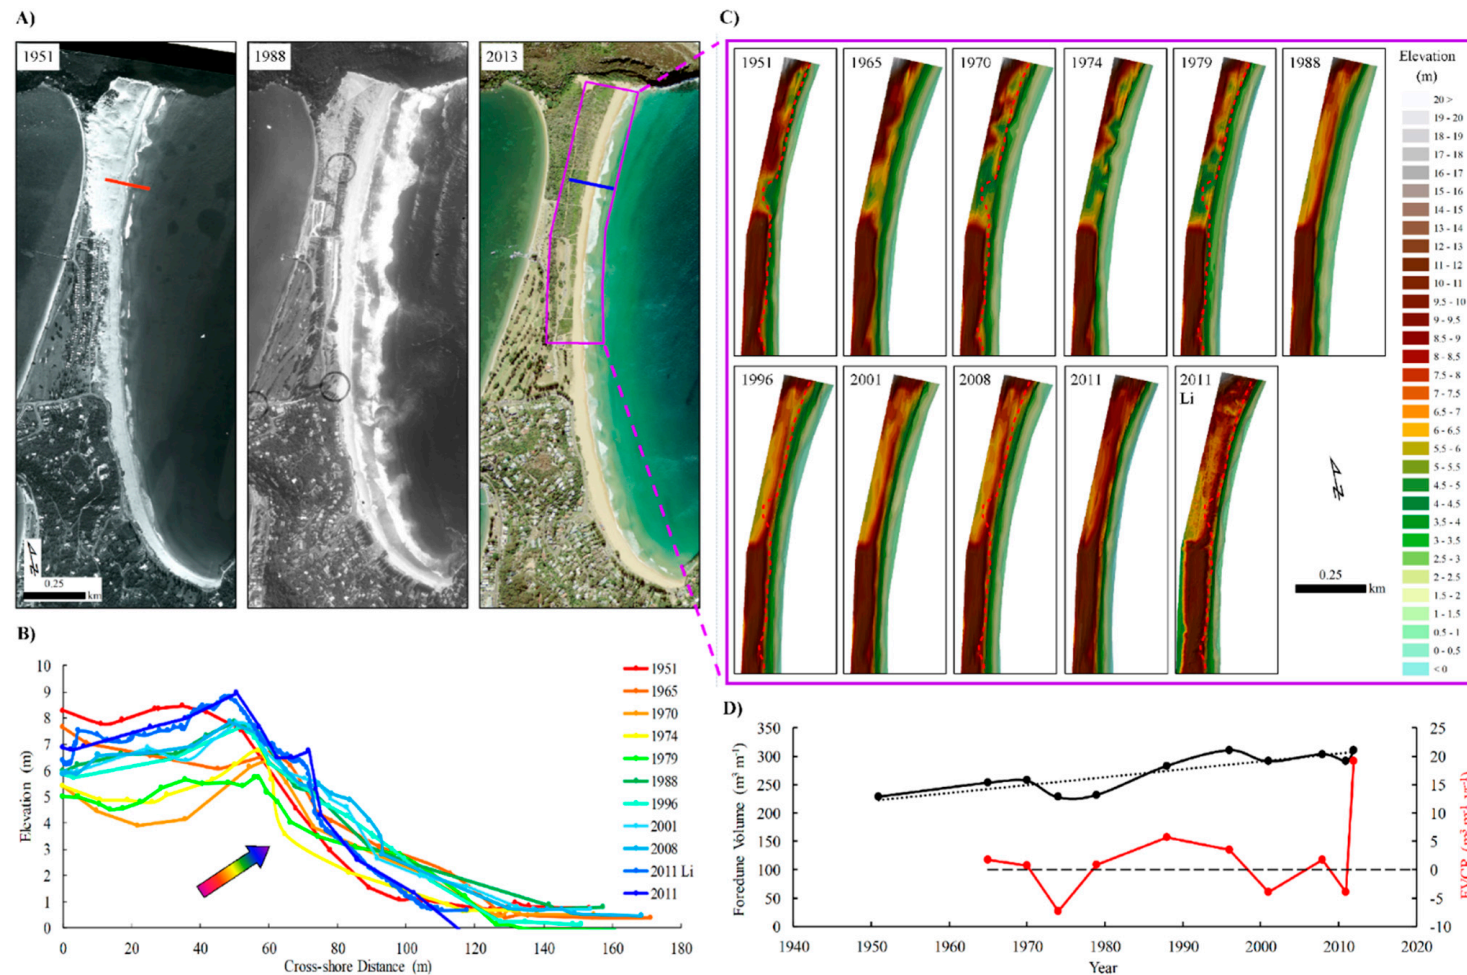 A)
1951
1988
2013
0.25
km
C)
1951
1965
1970
1974
1979
1988
1996
2001
2008
2011
2011
Li
N
0.25
km
Elevation
(m)
20 >
19 - 20
18 - 19
17 - 18
16 - 17
15 - 16
14 - 15
13 - 14
12 - 13
11 - 12
10 - 11
9.5 - 10
9 - 9.5
8.5 - 9
8 - 8.5
7.5 - 8
7 - 7.5
6.5 - 7
6 - 6.5
5.5 - 6
5 - 5.5
4.5 - 5
4 - 4.5
3.5 - 4
3 - 3.5
2.5 - 3
2 - 2.5
1.5 - 2
1 - 1.5
0.5 - 1
0 - 0.5
< 0
B)
10
9
8
7
6
5
4
3
2
1
0
Elevation (m)
0 20 40 60 80 100 120 140 160 180
Cross-shore Distance (m)
1951
1965
1970
1974
1979
1988
1996
2001
2008
2011 Li
2011
D)
350
300
250
200
150
100
50
0
Foredune Volume (m³ m⁻¹)
25
20
15
10
5
0
-5
-10
1940 1950 1960 1970 1980 1990 2000 2010 2020
Year